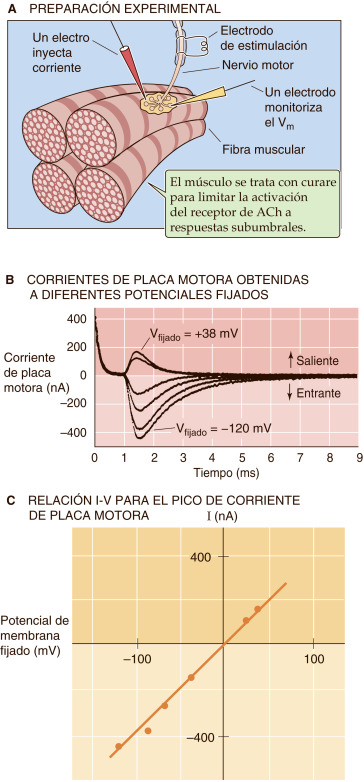 A PREPARACIÓN EXPERIMENTAL
Un electro
inyecta
corriente
Electrodo
de estimulación
Nervio motor
Un electrodo
monitoriza
el Vm
Fibra muscular
El músculo se trata con curare
para limitar la activación
del receptor de ACh a
respuestas subumbrales.
B CORRIENTES DE PLACA MOTORA OBTENIDAS
A DIFERENTES POTENCIALES FIJADOS
Corriente
de placa
motora (nA)
400
200
0
−200
−400
Vfijado = +38 mV
Saliente
Entrante
Vfijado = −120 mV
0 1 2 3 4 5 6 7 8 9
Tiempo (ms)
C RELACIÓN I-V PARA EL PICO DE CORRIENTE
DE PLACA MOTORA I (nA)
400
Potencial de
membrana
fijado (mV)
−100 0 100
−400